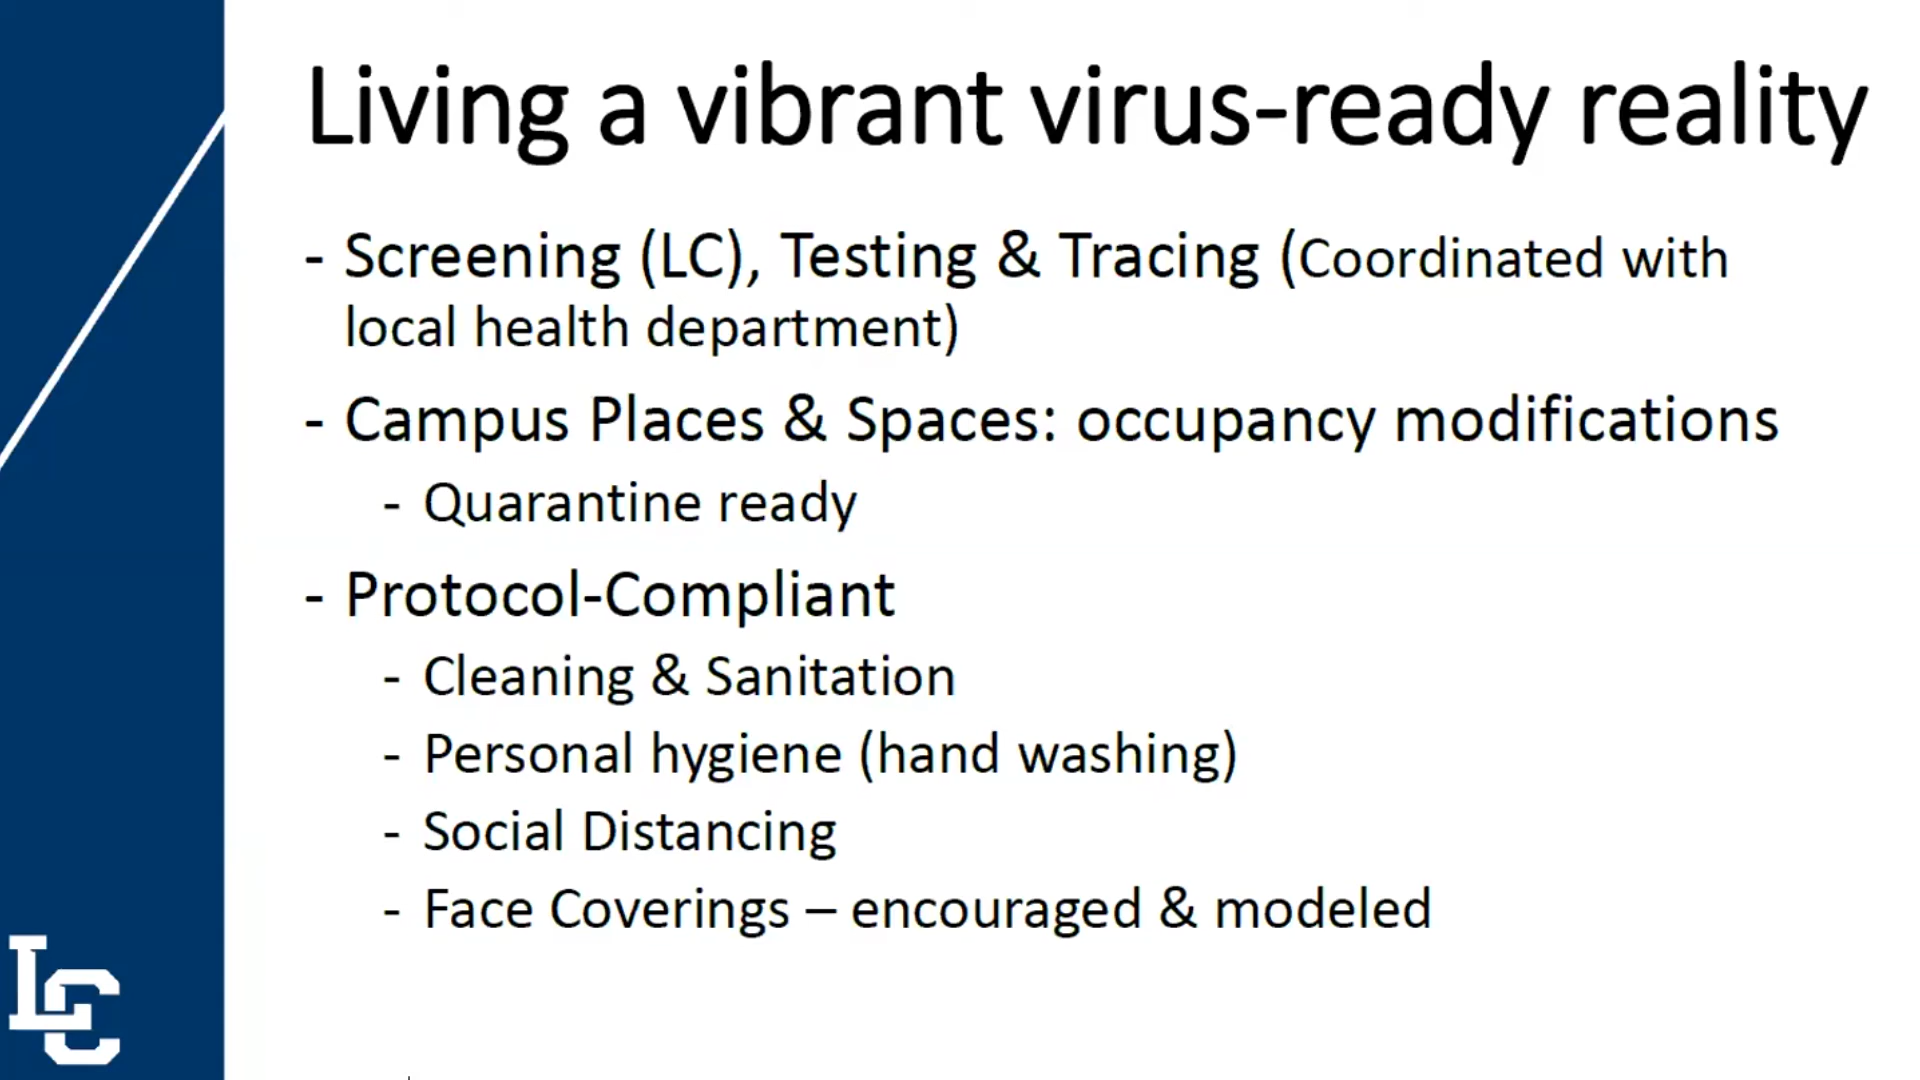 Living a vibrant virus-ready reality
- Screening (LC), Testing & Tracing (Coordinated with
local health department)
- Campus Places & Spaces: occupancy modifications
- Quarantine ready
- Protocol-Compliant
- Cleaning & Sanitation
- Personal hygiene (hand washing)
- Social Distancing
- Face Coverings – encouraged & modeled
LC